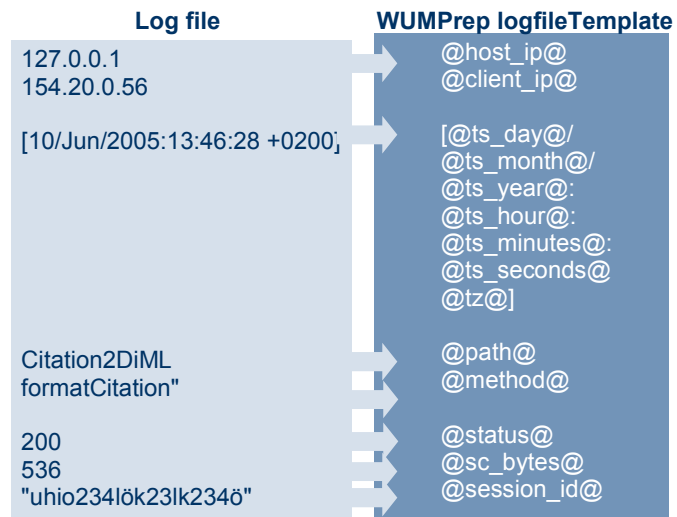 Log file
WUMPrep logfileTemplate
127.0.0.1
154.20.0.56
[10/Jun/2005:13:46:28 +0200]
Citation2DiML
formatCitation"
200
536
"uhio234lök23lk234ö"
@host_ip@
@client_ip@
[@ts_day@/
@ts_month@/
@ts_year@:
@ts_hour@:
@ts_minutes@:
@ts_seconds@
@tz@]
@path@
@method@
@status@
@sc_bytes@
@session_id@